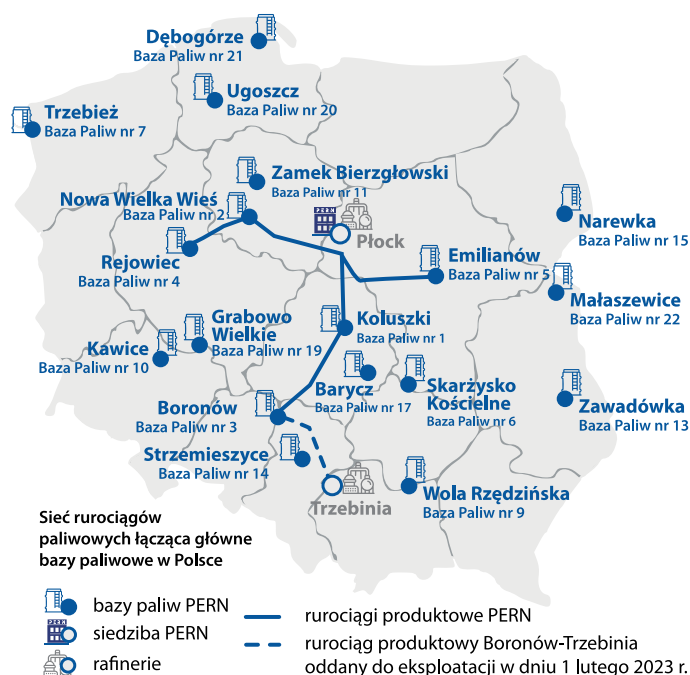 Dębogórze
Baza Paliw nr 21
Ugoszcz
Baza Paliw nr 20
Trzebież
Baza Paliw nr 7
Zamek Bierzgłowski
Baza Paliw nr 11
Nowa Wielka Wieś
Baza Paliw nr 2
PERN
Płock
Narewka
Baza Paliw nr 15
Rejowiec
Baza Paliw nr 4
Emilianów
Baza Paliw nr 5
Małaszewice
Baza Paliw nr 22
Grabowo
Wielkie
Baza Paliw nr 19
Koluszki
Baza Paliw nr 1
Kawice
Baza Paliw nr 10
Barycz
Baza Paliw nr 17
Skarżysko
Kościelne
Baza Paliw nr 6
Zawadówka
Baza Paliw nr 13
Boronów
Baza Paliw nr 3
Strzemieszyce
Baza Paliw nr 14
Trzebinia
Wola Rzędzińska
Baza Paliw nr 9
Sieć rurociągów
paliwowych łącząca główne
bazy paliwowe w Polsce
bazy paliw PERN
PERN
siedziba PERN
rafinerie
rurociągi produktowe PERN
rurociąg produktowy Boronów-Trzebinia
oddany do eksploatacji w dniu 1 lutego 2023 r.